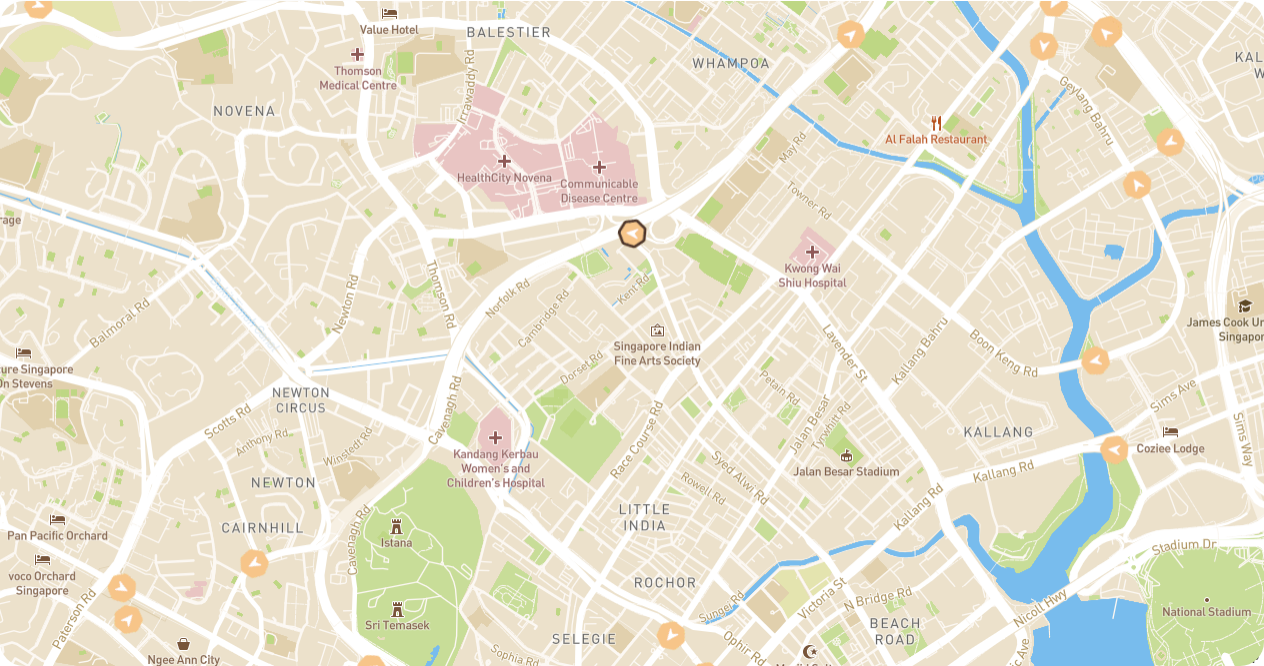 Value Hotel
BALESTIER
WHAMPOA
Thomson
Medical Centre
Irrawaddy Rd
NOVENA
Geylang Bahru
Al Falah Restaurant
May Rd
HealthCity Novena
Communicable
Disease Centre
Towner Rd
Kwong Wai
Shiu Hospital
Thomson Rd
Norfolk Rd
Kent Rd
Cambridge Rd
Newton Rd
Balmoral Rd
Singapore Indian
Fine Arts Society
Lavender St
Kallang Bahru
Boon Keng Rd
James Cook Un
Singapor
ure Singapore
On Stevens
Dorset Rd
Petain Rd
Sims Ave
NEWTON
CIRCUS
Scotts Rd
Anthony Rd
Winstedt Rd
Cavenagh Rd
Race Course Rd
Jalan Besar
Tyrwhitt Rd
KALLANG
Coziee Lodge
Sims Way
Kandang Kerbau
Women's and
Children's Hospital
Jalan Besar Stadium
Syed Alwi Rd
Rowell Rd
Kallang Rd
Kallang Rd
NEWTON
LITTLE
INDIA
CAIRNHILL
Pan Pacific Orchard
Cavenagh Rd
Istana
Stadium Dr
voco Orchard
Singapore
ROCHOR
Paterson Rd
Sungei Rd
Victoria St
N Bridge Rd
Nicoll Hwy
National Stadium
Sri Temasek
SELEGIE
BEACH
ROAD
Ophir Rd
Sophia Rd
Ngee Ann City